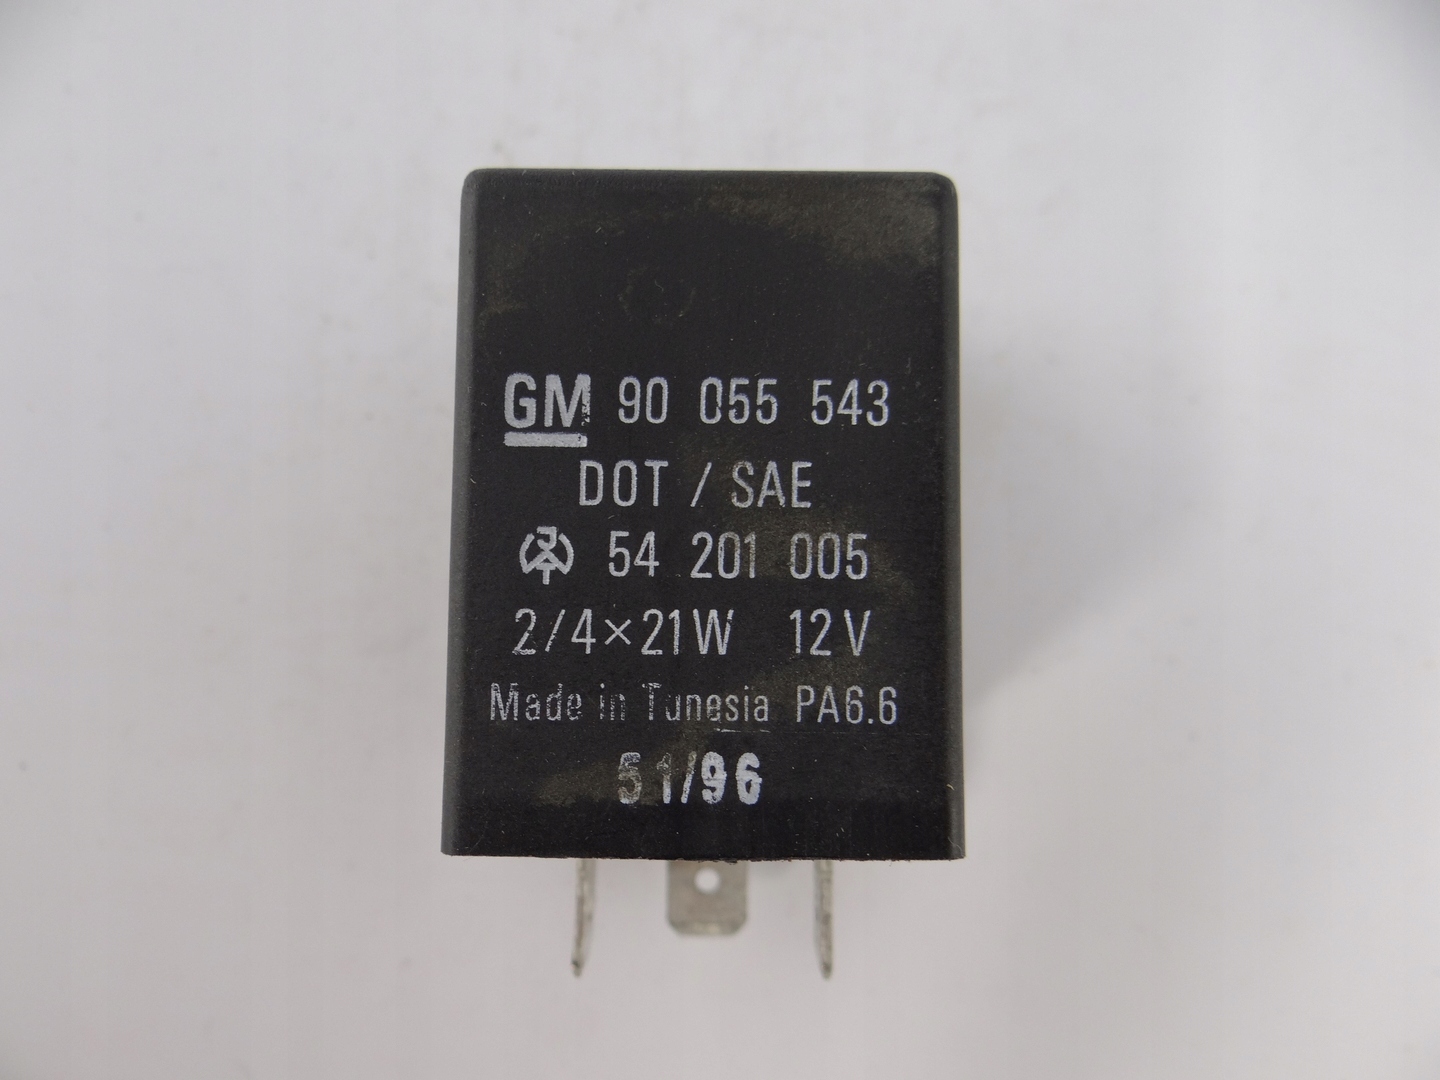 GM 90 055 543
DOT / SAE
54 201 005
2/4×21W 12V
Made in Tunesia PA6.6
51/96